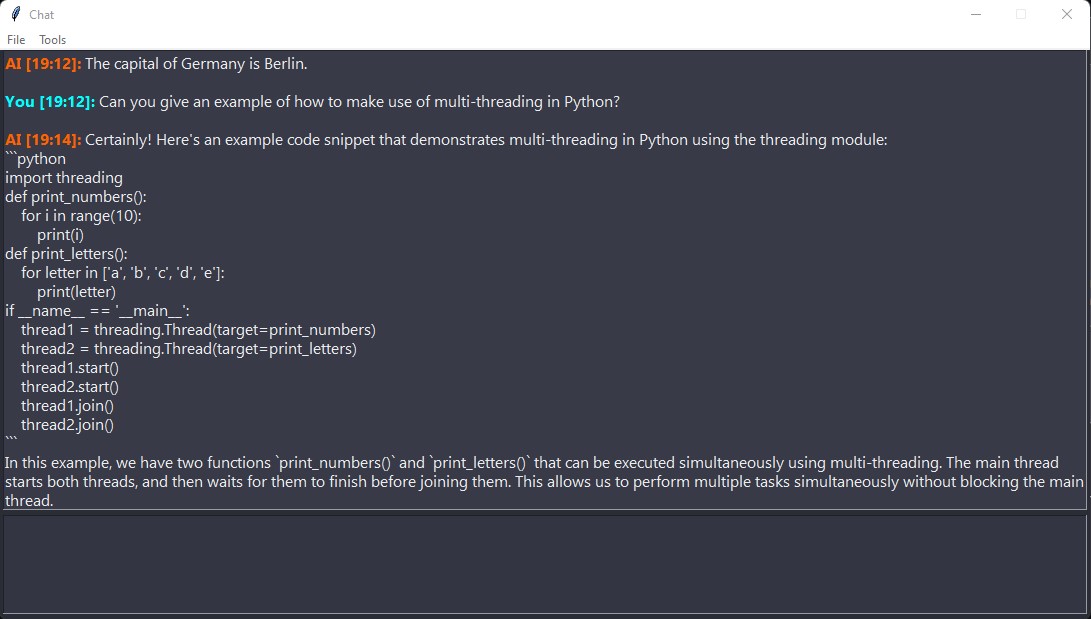 Chat
File Tools
AI [19:12]: The capital of Germany is Berlin.
You [19:12]: Can you give an example of how to make use of multi-threading in Python?
AI [19:14]: Certainly! Here's an example code snippet that demonstrates multi-threading in Python using the threading module:
```python
import threading
def print_numbers():
    for i in range(10):
        print(i)
def print_letters():
    for letter in ['a', 'b', 'c', 'd', 'e']:
        print(letter)
if __name__ == '__main__':
    thread1 = threading.Thread(target=print_numbers)
    thread2 = threading.Thread(target=print_letters)
    thread1.start()
    thread2.start()
    thread1.join()
    thread2.join()
```
In this example, we have two functions `print_numbers()` and `print_letters()` that can be executed simultaneously using multi-threading. The main thread
starts both threads, and then waits for them to finish before joining them. This allows us to perform multiple tasks simultaneously without blocking the main
thread.